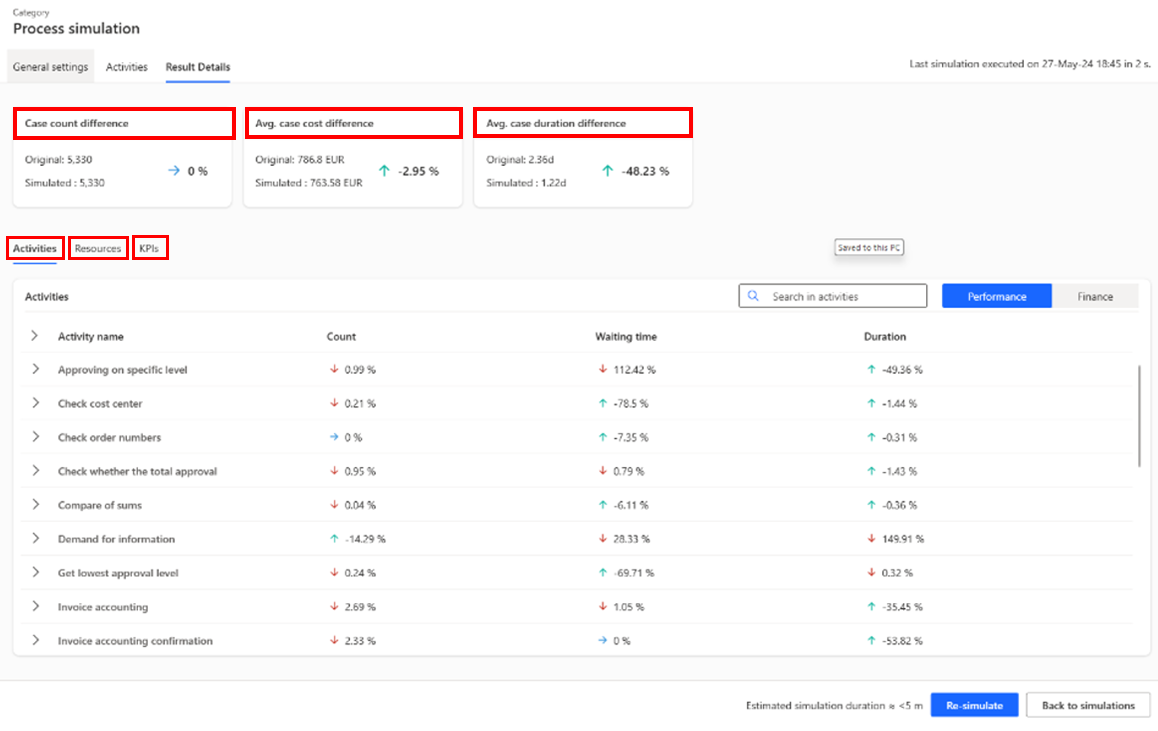 Category
Process simulation
General settings Activities Result Details
Last simulation executed on 27-May-24 18:45 in 2 s.
Case count difference
Original: 5,330
Simulated : 5,330
0 %
Avg. case cost difference
Original: 786.8 EUR
Simulated : 763.58 EUR
-2.95 %
Avg. case duration difference
Original: 2.36d
Simulated : 1.22d
-48.23 %
Activities Resources KPIs
Saved to this PC
Activities
Search in activities
Performance Finance
Activity name Count Waiting time Duration
Approving on specific level 0.99 % 112.42 % -49.36 %
Check cost center 0.21 % -78.5 % -1.44 %
Check order numbers 0 % -7.35 % -0.31 %
Check whether the total approval 0.95 % 0.79 % -1.43 %
Compare of sums 0.04 % -6.11 % -0.36 %
Demand for information -14.29 % 28.33 % 149.91 %
Get lowest approval level 0.24 % -69.71 % 0.32 %
Invoice accounting 2.69 % 1.05 % -35.45 %
Invoice accounting confirmation 2.33 % 0 % -53.82 %
Estimated simulation duration ≈ <5 m Re-simulate Back to simulations